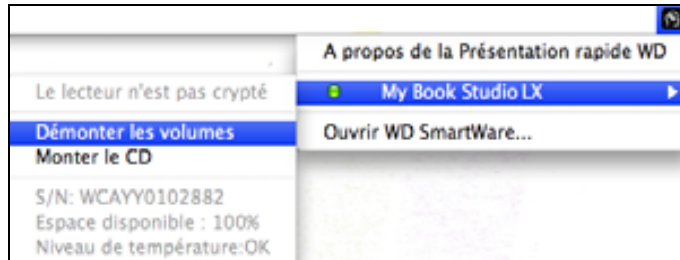 A propos de la Présentation rapide WD
My Book Studio LX
Ouvrir WD SmartWare...
Le lecteur n'est pas crypté
Démonter les volumes
Monter le CD
S/N: WCAYY0102882
Espace disponible : 100%
Niveau de température:OK